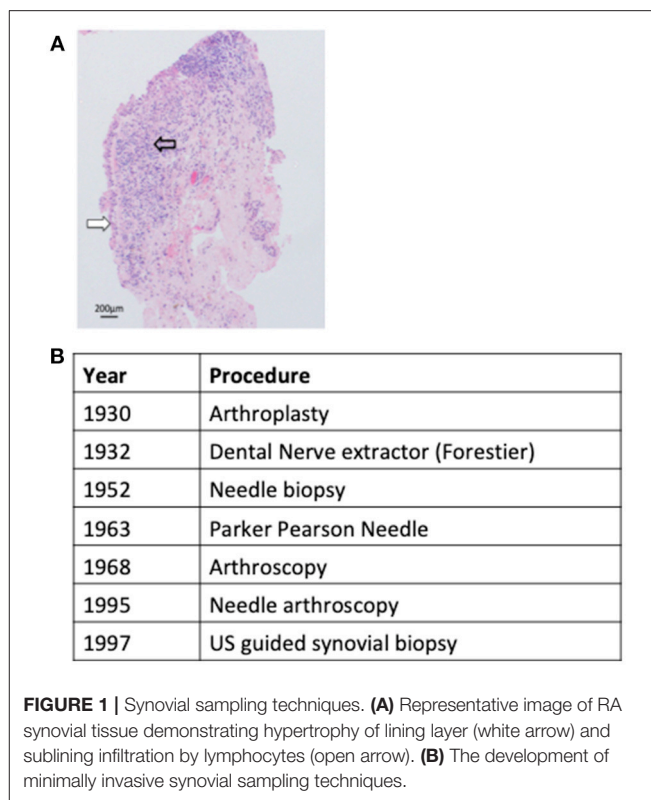 A
200µm
B
Year Procedure
1930 Arthroplasty
1932 Dental Nerve extractor (Forestier)
1952 Needle biopsy
1963 Parker Pearson Needle
1968 Arthroscopy
1995 Needle arthroscopy
1997 US guided synovial biopsy
FIGURE 1 | Synovial sampling techniques. (A) Representative image of RA
synovial tissue demonstrating hypertrophy of lining layer (white arrow) and
sublining infiltration by lymphocytes (open arrow). (B) The development of
minimally invasive synovial sampling techniques.